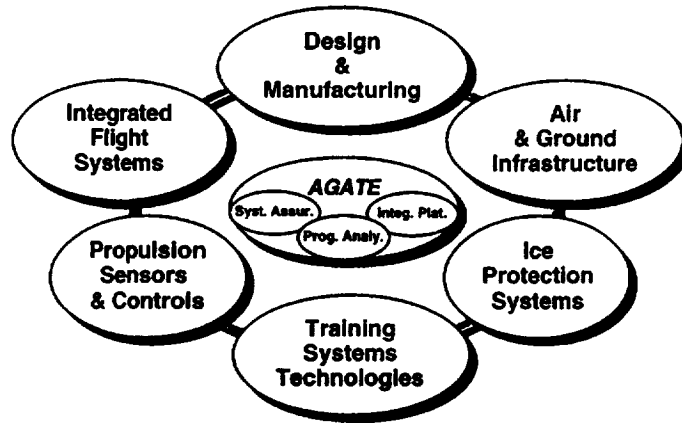 Design
&
Manufacturing
Integrated
Flight
Systems
Air
& Ground
Infrastructure
AGATE
Syst. Assur.
Integ. Plat.
Prog. Analy.
Propulsion
Sensors
& Controls
Ice
Protection
Systems
Training
Systems
Technologies